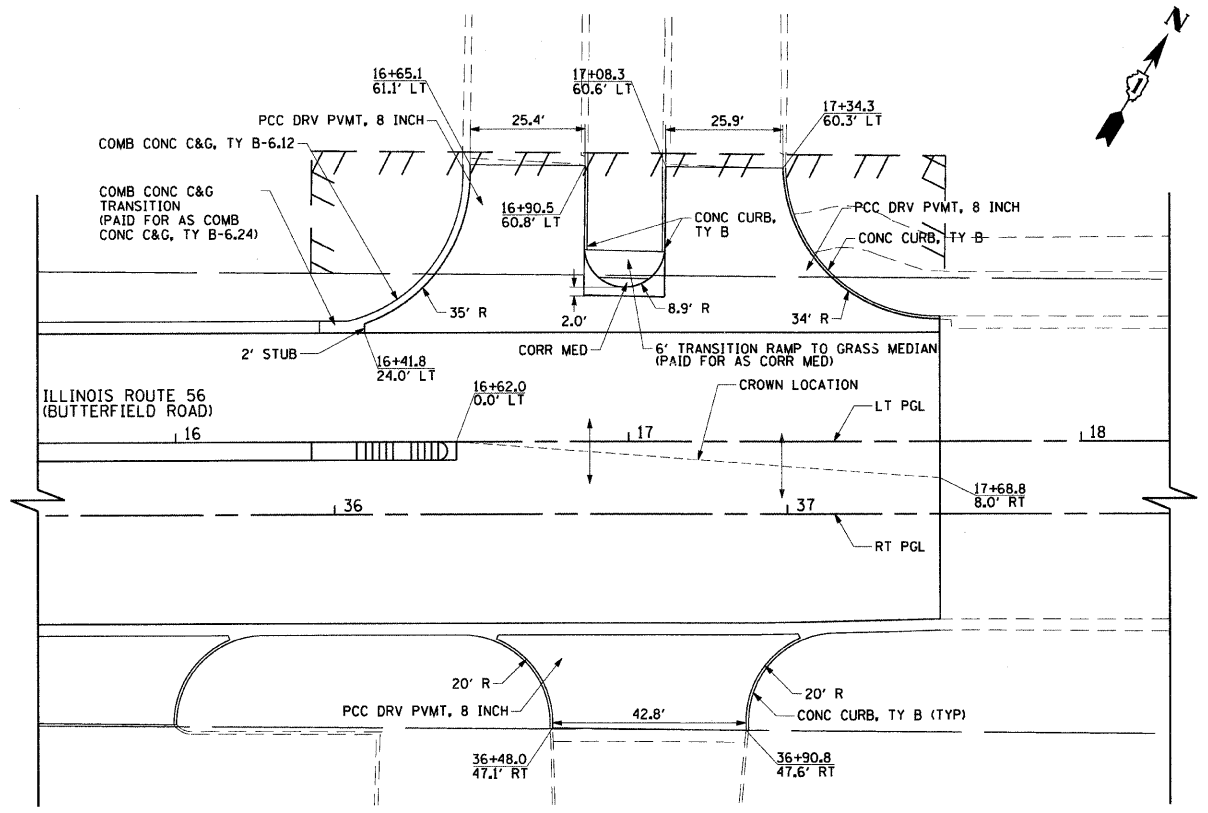 N
1
16+65.1
61.1' LT
17+08.3
60.6' LT
17+34.3
60.3' LT
PCC DRV PVMT, 8 INCH
25.4'
25.9'
COMB CONC C&G, TY B-6.12
COMB CONC C&G
TRANSITION
(PAID FOR AS COMB
CONC C&G, TY B-6.24)
16+90.5
60.8' LT
CONC CURB,
TY B
PCC DRV PVMT, 8 INCH
CONC CURB, TY B
35' R
2.0'
8.9' R
34' R
2' STUB
16+41.8
24.0' LT
CORR MED
6' TRANSITION RAMP TO GRASS MEDIAN
(PAID FOR AS CORR MED)
ILLINOIS ROUTE 56
(BUTTERFIELD ROAD)
16+62.0
0.0' LT
CROWN LOCATION
LT PGL
16
17
18
17+68.8
8.0' RT
36
37
RT PGL
20' R
20' R
PCC DRV PVMT, 8 INCH
42.8'
CONC CURB, TY B (TYP)
36+48.0
47.1' RT
36+90.8
47.6' RT